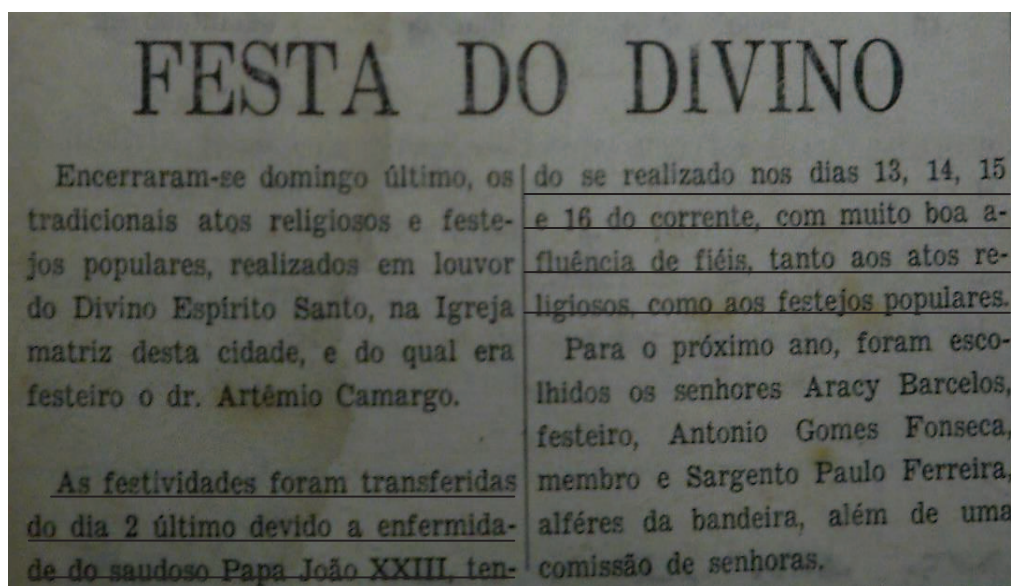 FESTA DO DIVINO
Encerraram-se domingo último, os
tradicionais atos religiosos e feste-
jos populares, realizados em louvor
do Divino Espírito Santo, na Igreja
matriz desta cidade, e do qual era
festeiro o dr. Artêmio Camargo.
As festividades foram transferidas
do dia 2 último devido a enfermida-
de do saudoso Papa João XXIII, ten-
do se realizado nos dias 13, 14, 15
e 16 do corrente, com muito boa a-
fluência de fiéis, tanto aos atos re-
ligiosos, como aos festejos populares.
Para o próximo ano, foram esco-
lhidos os senhores Aracy Barcelos,
festeiro, Antonio Gomes Fonseca,
membro e Sargento Paulo Ferreira,
alféres da bandeira, além de uma
comissão de senhoras.